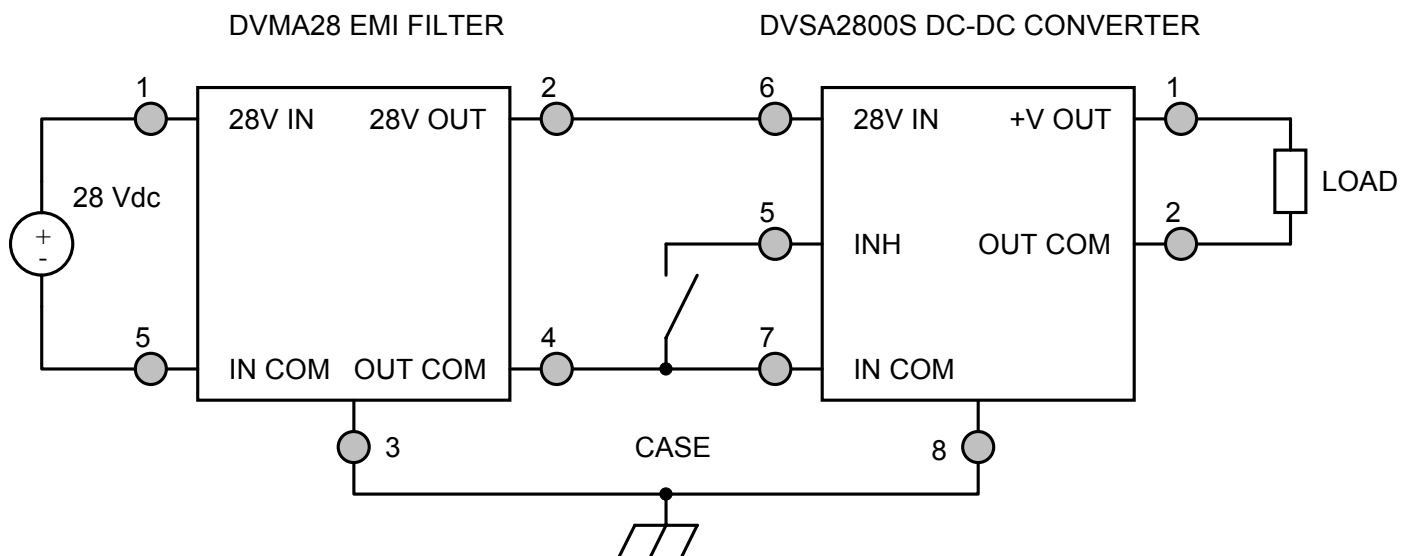 DVMA28 EMI FILTER
DVSA2800S DC-DC CONVERTER
1
2
6
1
28V IN
28V OUT
28V IN
+V OUT
28 Vdc
LOAD
+
-
5
2
INH
OUT COM
5
4
7
IN COM
OUT COM
IN COM
3
CASE
8